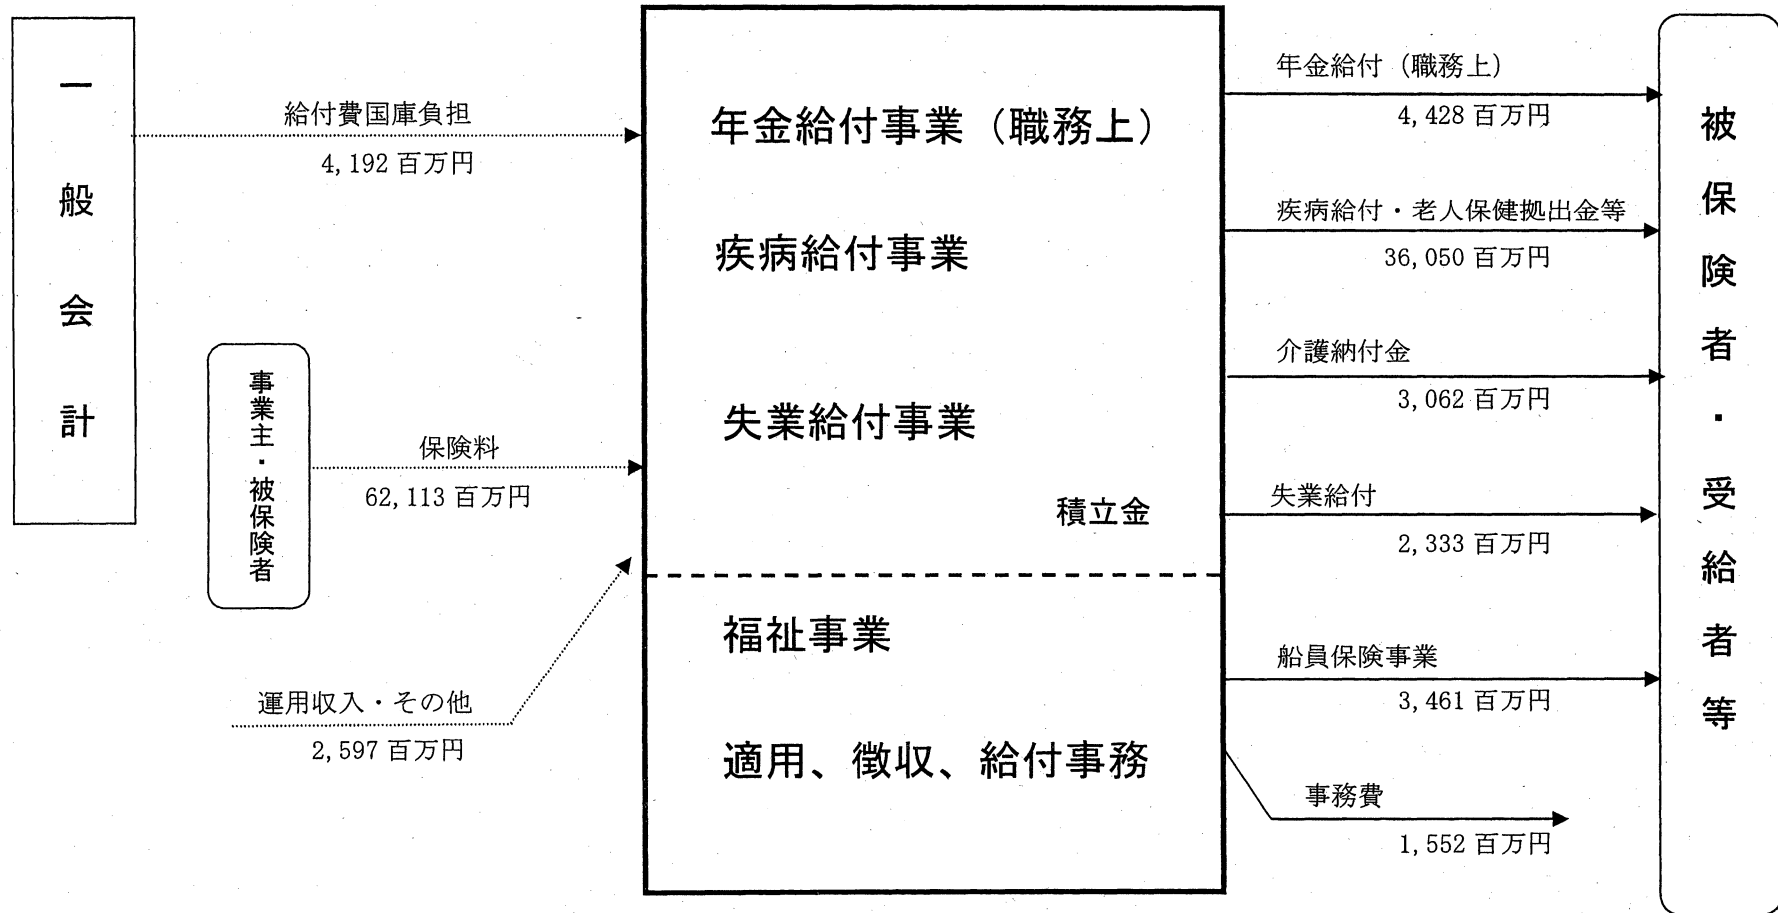 一般会計
給付費国庫負担
4,192 百万円
事業主・被保険者
保険料
62,113 百万円
運用収入・その他
2,597 百万円
年金給付事業（職務上）
疾病給付事業
失業給付事業
積立金
福祉事業
適用、徴収、給付事務
年金給付（職務上）
4,428 百万円
疾病給付・老人保健拠出金等
36,050 百万円
介護納付金
3,062 百万円
失業給付
2,333 百万円
船員保険事業
3,461 百万円
事務費
1,552 百万円
被保険者・受給者等